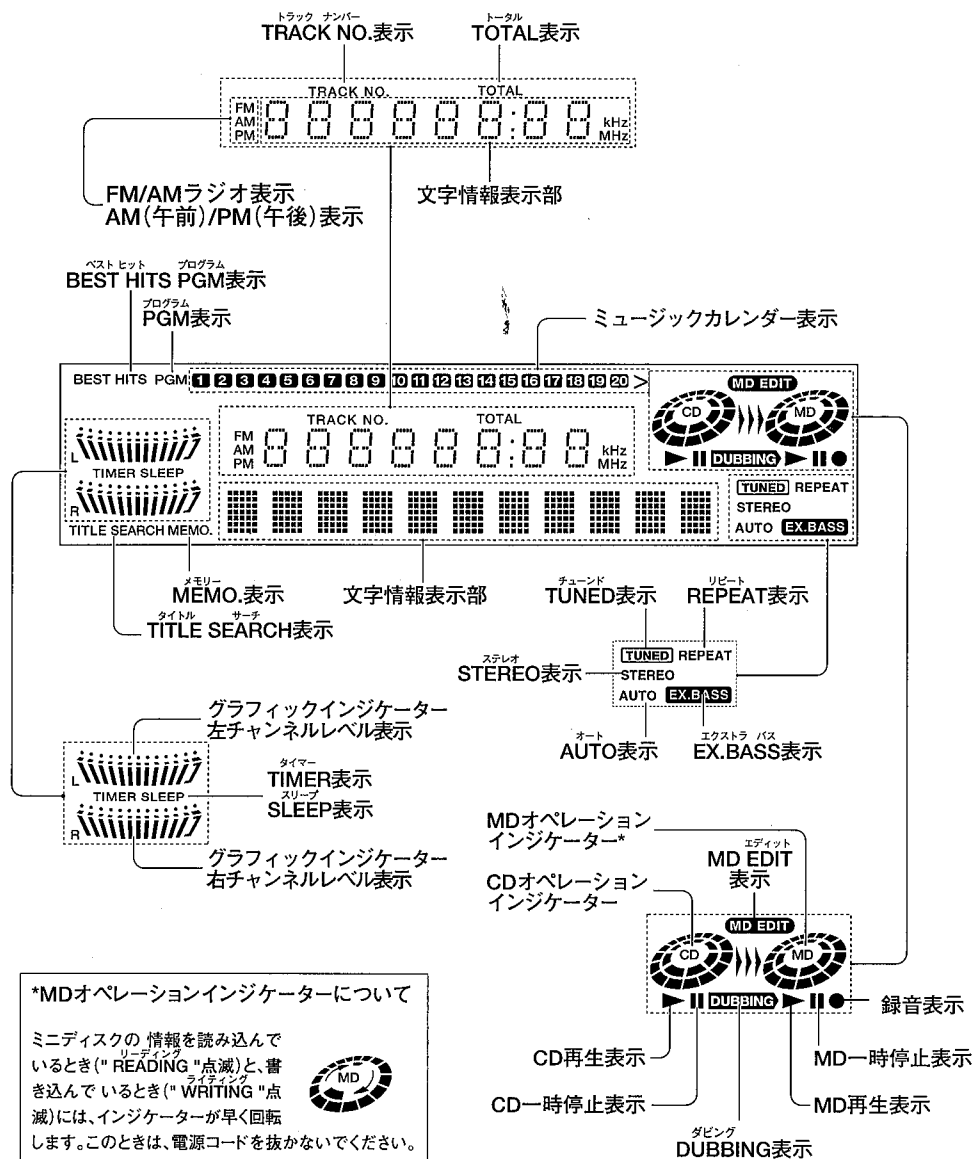 トラック ナンバー
TRACK NO.表示
トータル
TOTAL表示
TRACK NO. TOTAL
FM
AM
PM
kHz
MHz
FM/AMラジオ表示
AM(午前)/PM(午後)表示
文字情報表示部
ベスト ヒット プログラム
BEST HITS PGM表示
プログラム
PGM表示
ミュージックカレンダー表示
BEST HITS PGM 1 2 3 4 5 6 7 8 9 10 11 12 13 14 15 16 17 18 19 20 >
MD EDIT
CD MD
DUBBING
TRACK NO. TOTAL
FM
AM
PM
kHz
MHz
L
TIMER SLEEP
R
TITLE SEARCH MEMO.
TUNED REPEAT
STEREO
AUTO EX.BASS
メモリー
MEMO.表示
文字情報表示部
タイトル サーチ
TITLE SEARCH表示
チューンド
TUNED表示
リピート
REPEAT表示
ステレオ
STEREO表示
TUNED REPEAT
STEREO
AUTO EX.BASS
オート
AUTO表示
エクストラ バス
EX.BASS表示
グラフィックインジケーター
左チャンネルレベル表示
L
TIMER SLEEP
R
タイマー
TIMER表示
スリープ
SLEEP表示
グラフィックインジケーター
右チャンネルレベル表示
MDオペレーション
インジケーター*
エディット
MD EDIT
表示
CDオペレーション
インジケーター
MD EDIT
CD MD
DUBBING
録音表示
CD再生表示
MD一時停止表示
CD一時停止表示
MD再生表示
ダビング
DUBBING表示
*MDオペレーションインジケーターについて
ミニディスクの 情報を読み込んで
リーディング
いるとき(" READING "点滅)と、書
ライティング
き込んで いるとき(" WRITING "点
滅)には、インジケーターが早く回転
します。このときは、電源コードを抜かないでください。
MD